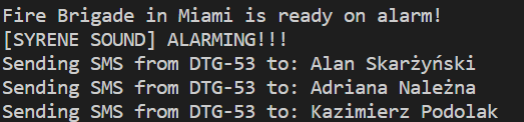 Fire Brigade in Miami is ready on alarm!
[SYRENE SOUND] ALARMING!!!
Sending SMS from DTG-53 to: Alan Skarżyński
Sending SMS from DTG-53 to: Adriana Należna
Sending SMS from DTG-53 to: Kazimierz Podolak